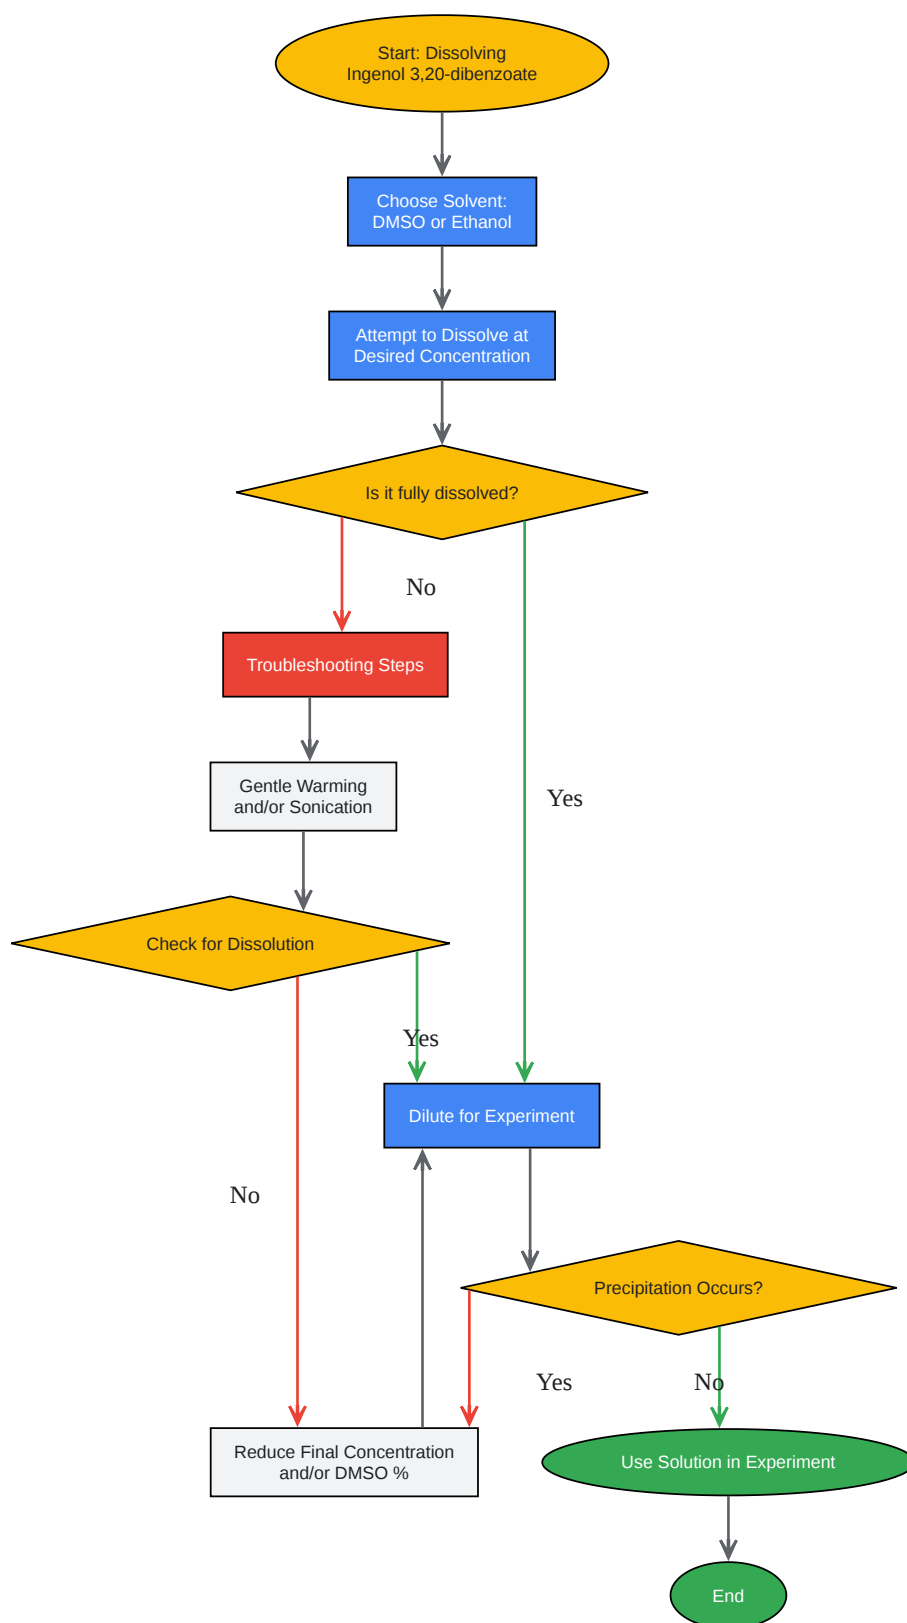 Start: Dissolving
Ingenol 3,20-dibenzoate
Choose Solvent:
DMSO or Ethanol
Attempt to Dissolve at
Desired Concentration
Is it fully dissolved?
No
Troubleshooting Steps
Gentle Warming
and/or Sonication
Yes
Check for Dissolution
Yes
Dilute for Experiment
No
Precipitation Occurs?
Yes
No
Reduce Final Concentration
and/or DMSO %
Use Solution in Experiment
End